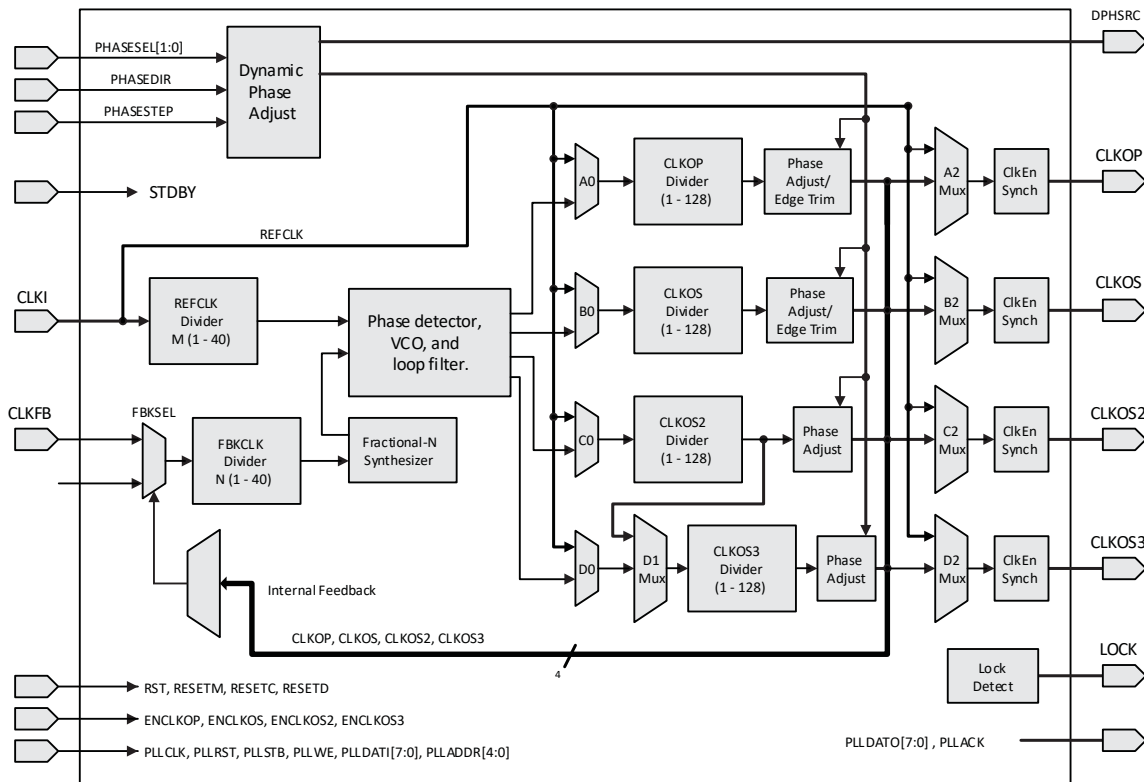 DPHSRC
PHASESEL[1:0]
Dynamic
Phase
Adjust
PHASEDIR
PHASESTEP
CLKOP
Divider
(1 - 128)
Phase
Adjust/
Edge Trim
A0
A2
Mux
ClkEn
Synch
CLKOP
STDBY
REFCLK
CLKI
REFCLK
Divider
M (1 - 40)
Phase detector,
VCO, and
loop filter.
B0
CLKOS
Divider
(1 - 128)
Phase
Adjust/
Edge Trim
B2
Mux
ClkEn
Synch
CLKOS
CLKFB
FBKSEL
FBKCLK
Divider
N (1 - 40)
Fractional-N
Synthesizer
C0
CLKOS2
Divider
(1 - 128)
Phase
Adjust
C2
Mux
ClkEn
Synch
CLKOS2
D0
D1
Mux
CLKOS3
Divider
(1 - 128)
Phase
Adjust
D2
Mux
ClkEn
Synch
CLKOS3
Internal Feedback
CLKOP, CLKOS, CLKOS2, CLKOS3
4
Lock
Detect
LOCK
RST, RESETM, RESETC, RESETD
ENCLKOP, ENCLKOS, ENCLKOS2, ENCLKOS3
PLLCLK, PLLRST, PLLSTB, PLLWE, PLLDATI[7:0], PLLADDR[4:0]
PLLDATO[7:0] , PLLACK